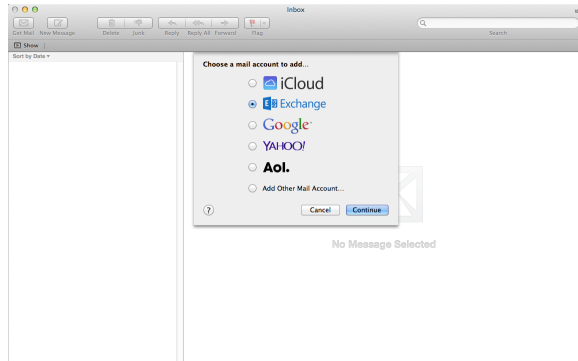 Inbox
Get Mail New Message Delete Junk Reply Reply All Forward Flag Search
Show
Sort by Date
Choose a mail account to add...
iCloud
Exchange
Google
YAHOO!
Aol.
Add Other Mail Account...
? Cancel Continue
No Message Selected